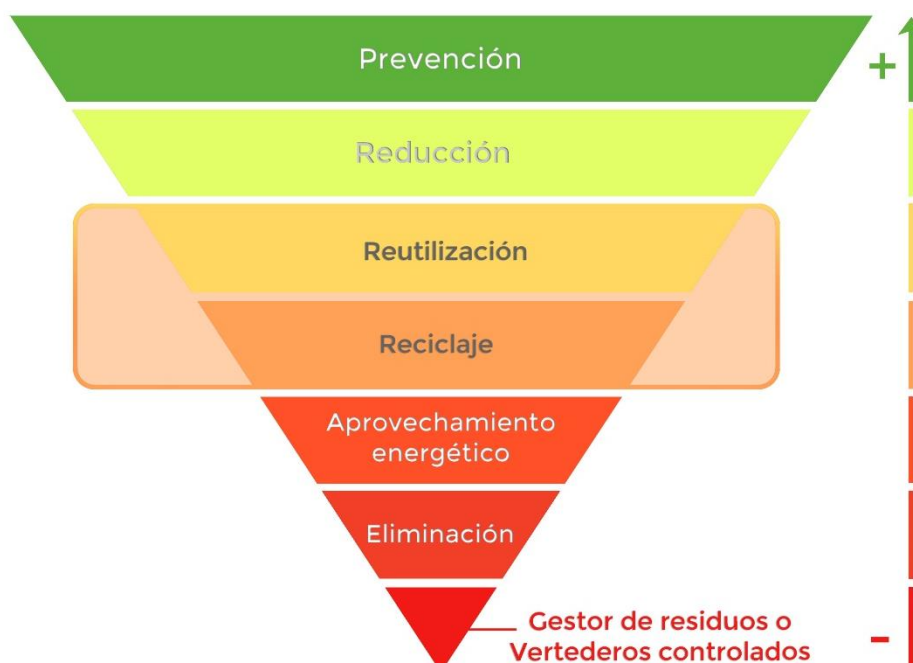 Prevención
+
Reducción
Reutilización
Reciclaje
Aprovechamiento
energético
Eliminación
Gestor de residuos o
Vertederos controlados
-